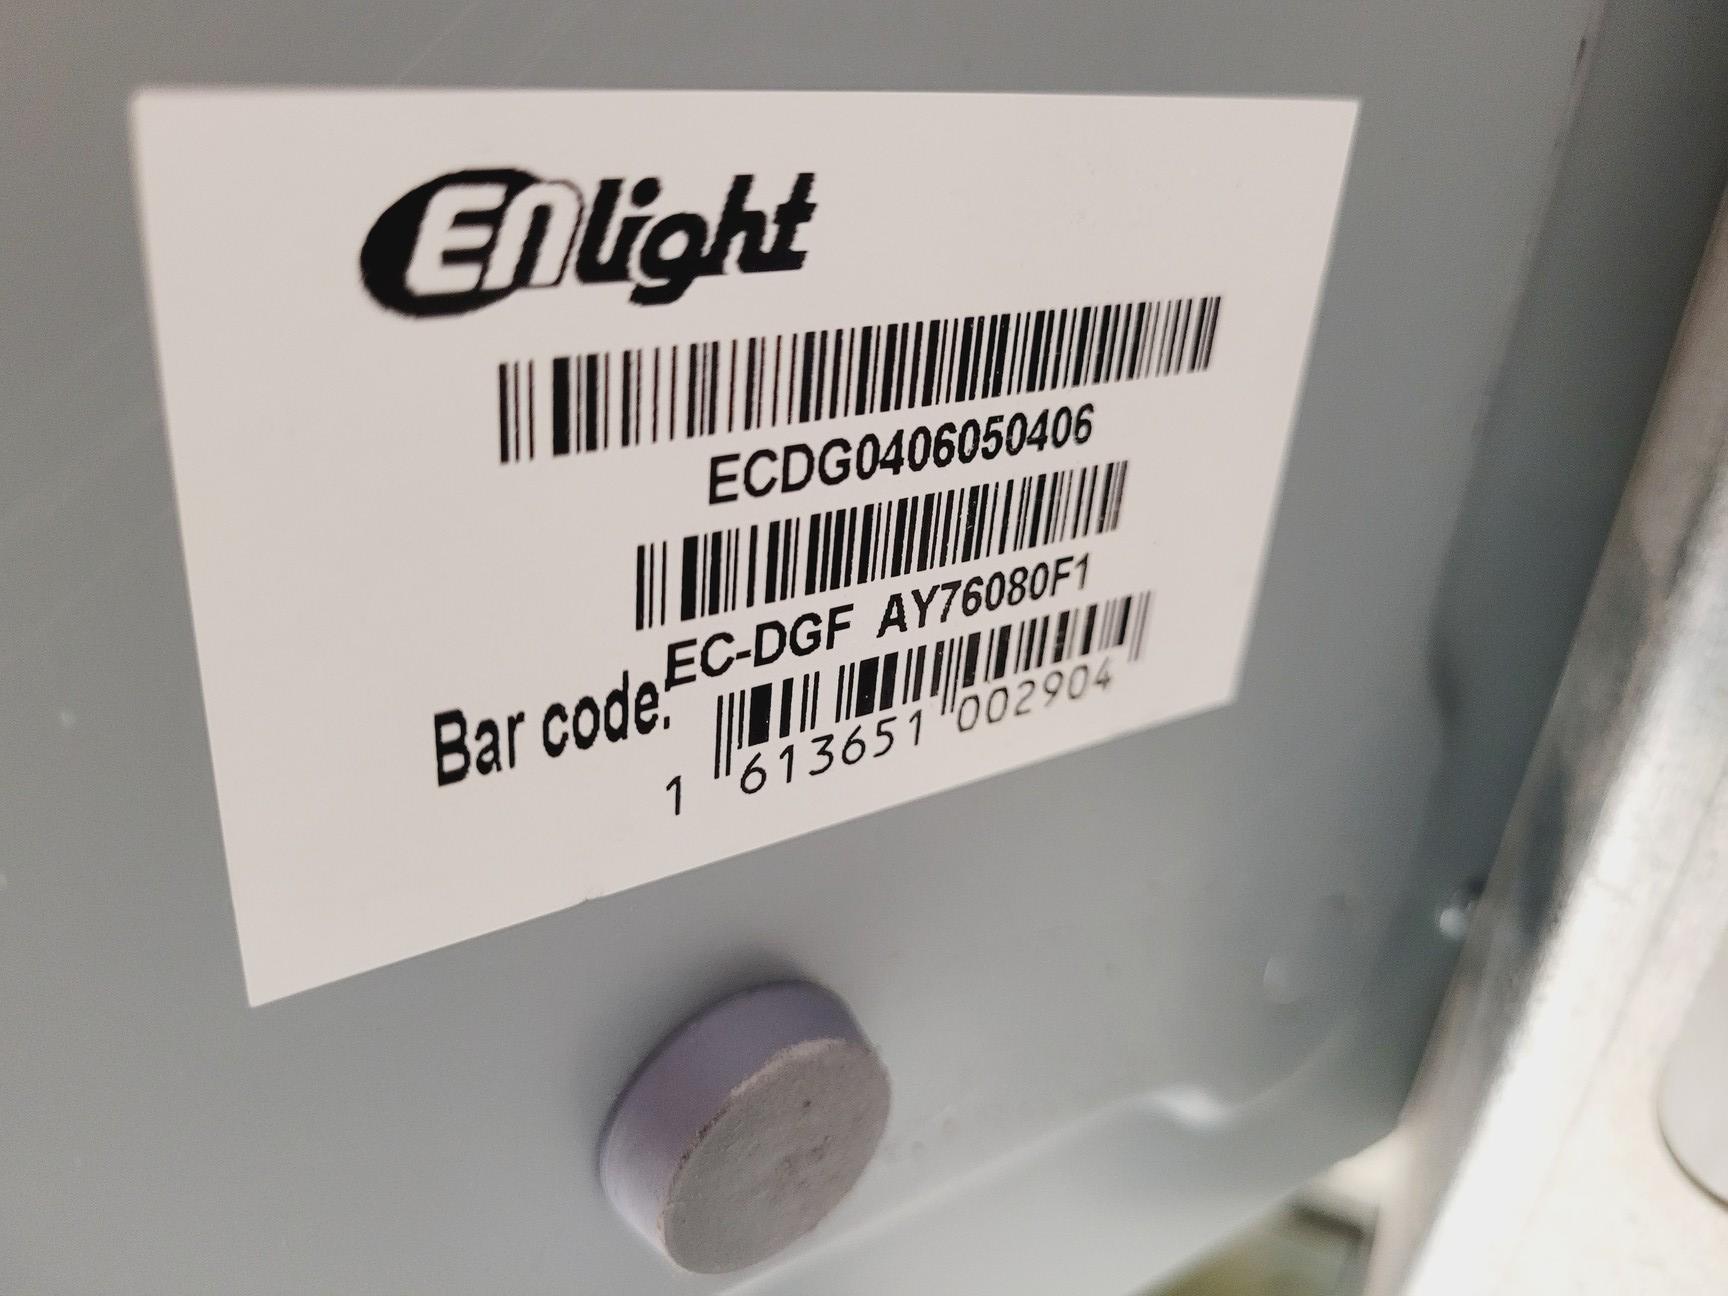 Enlight
ECDG0406050406
EC-DGF AY76080F1
Bar code.
1 613651 002904